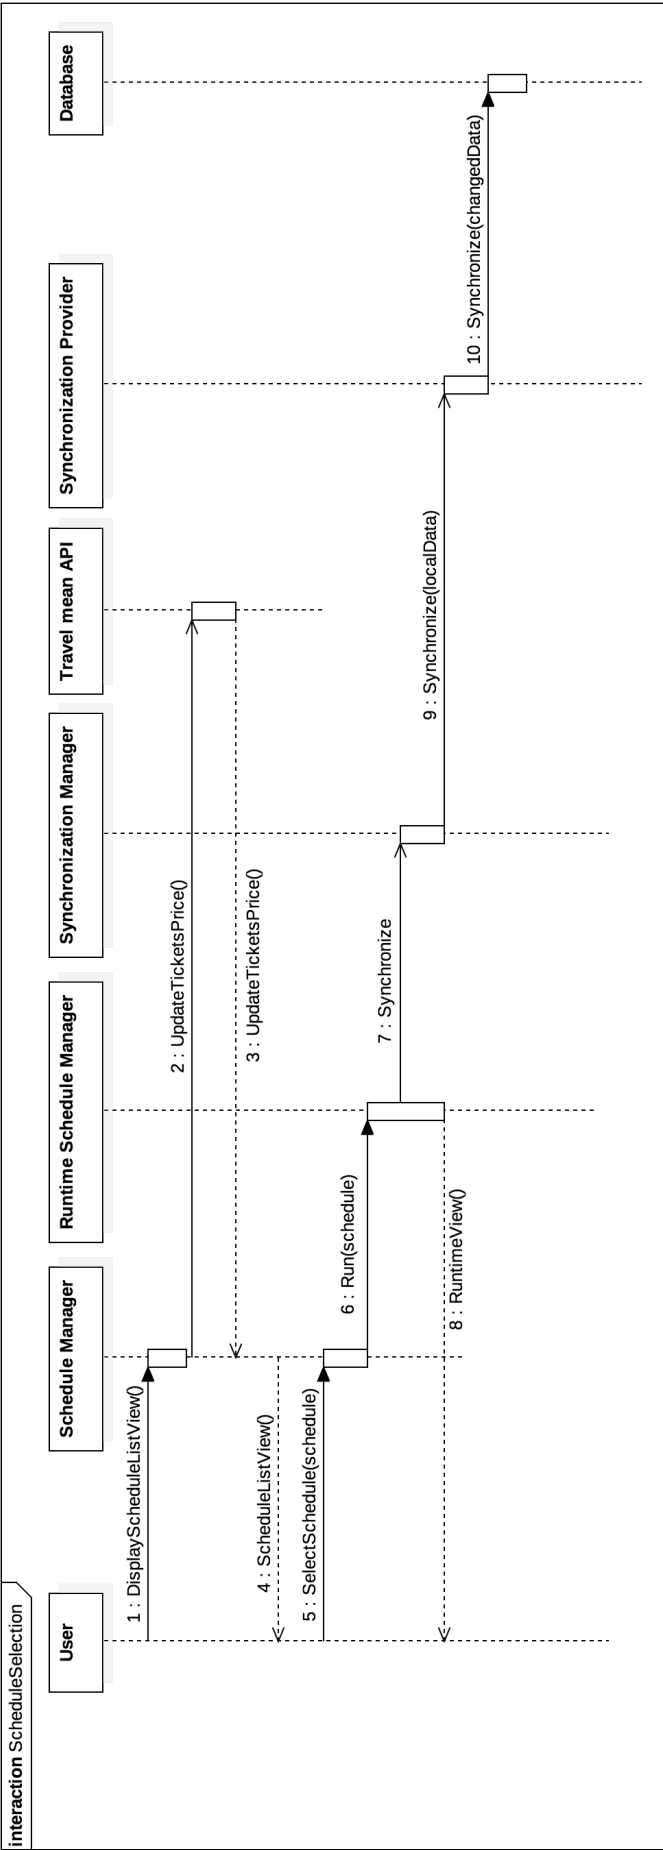 interaction ScheduleSelection
User
Schedule Manager
Runtime Schedule Manager
Synchronization Manager
Travel mean API
Synchronization Provider
Database
1 : DisplayScheduleListView()
2 : UpdateTicketsPrice()
3 : UpdateTicketsPrice()
4 : ScheduleListView()
5 : SelectSchedule(schedule)
6 : Run(schedule)
7 : Synchronize
8 : RuntimeView()
9 : Synchronize(localData)
10 : Synchronize(changedData)